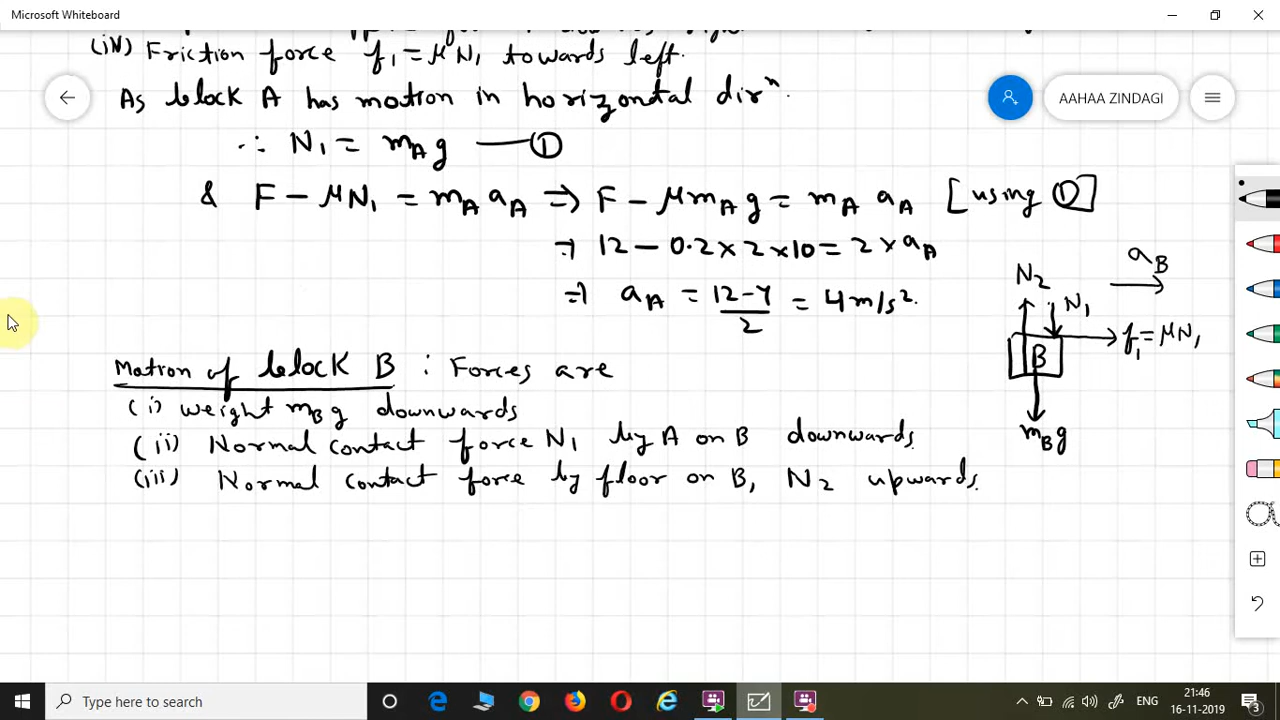 Microsoft Whiteboard
(iv) Friction force f₁ = μN₁ towards left.
As block A has motion in horizontal dirⁿ.
∴ N₁ = mAg —— ①
& F − μN₁ = mA aA ⇒ F − μmAg = mA aA [using ①]
⇒ 12 − 0.2 × 2 × 10 = 2 × aA
⇒ aA = 12-4/2 = 4 m/s².
Motion of block B : Forces are
(i) weight mBg downwards
(ii) Normal contact force N₁ by A on B downwards.
(iii) Normal contact force by floor on B, N₂ upwards.
aB
N₂
N₁
f₁ = μN₁
B
mBg
AAHAA ZINDAGI
Type here to search
ENG
21:46
16-11-2019
3